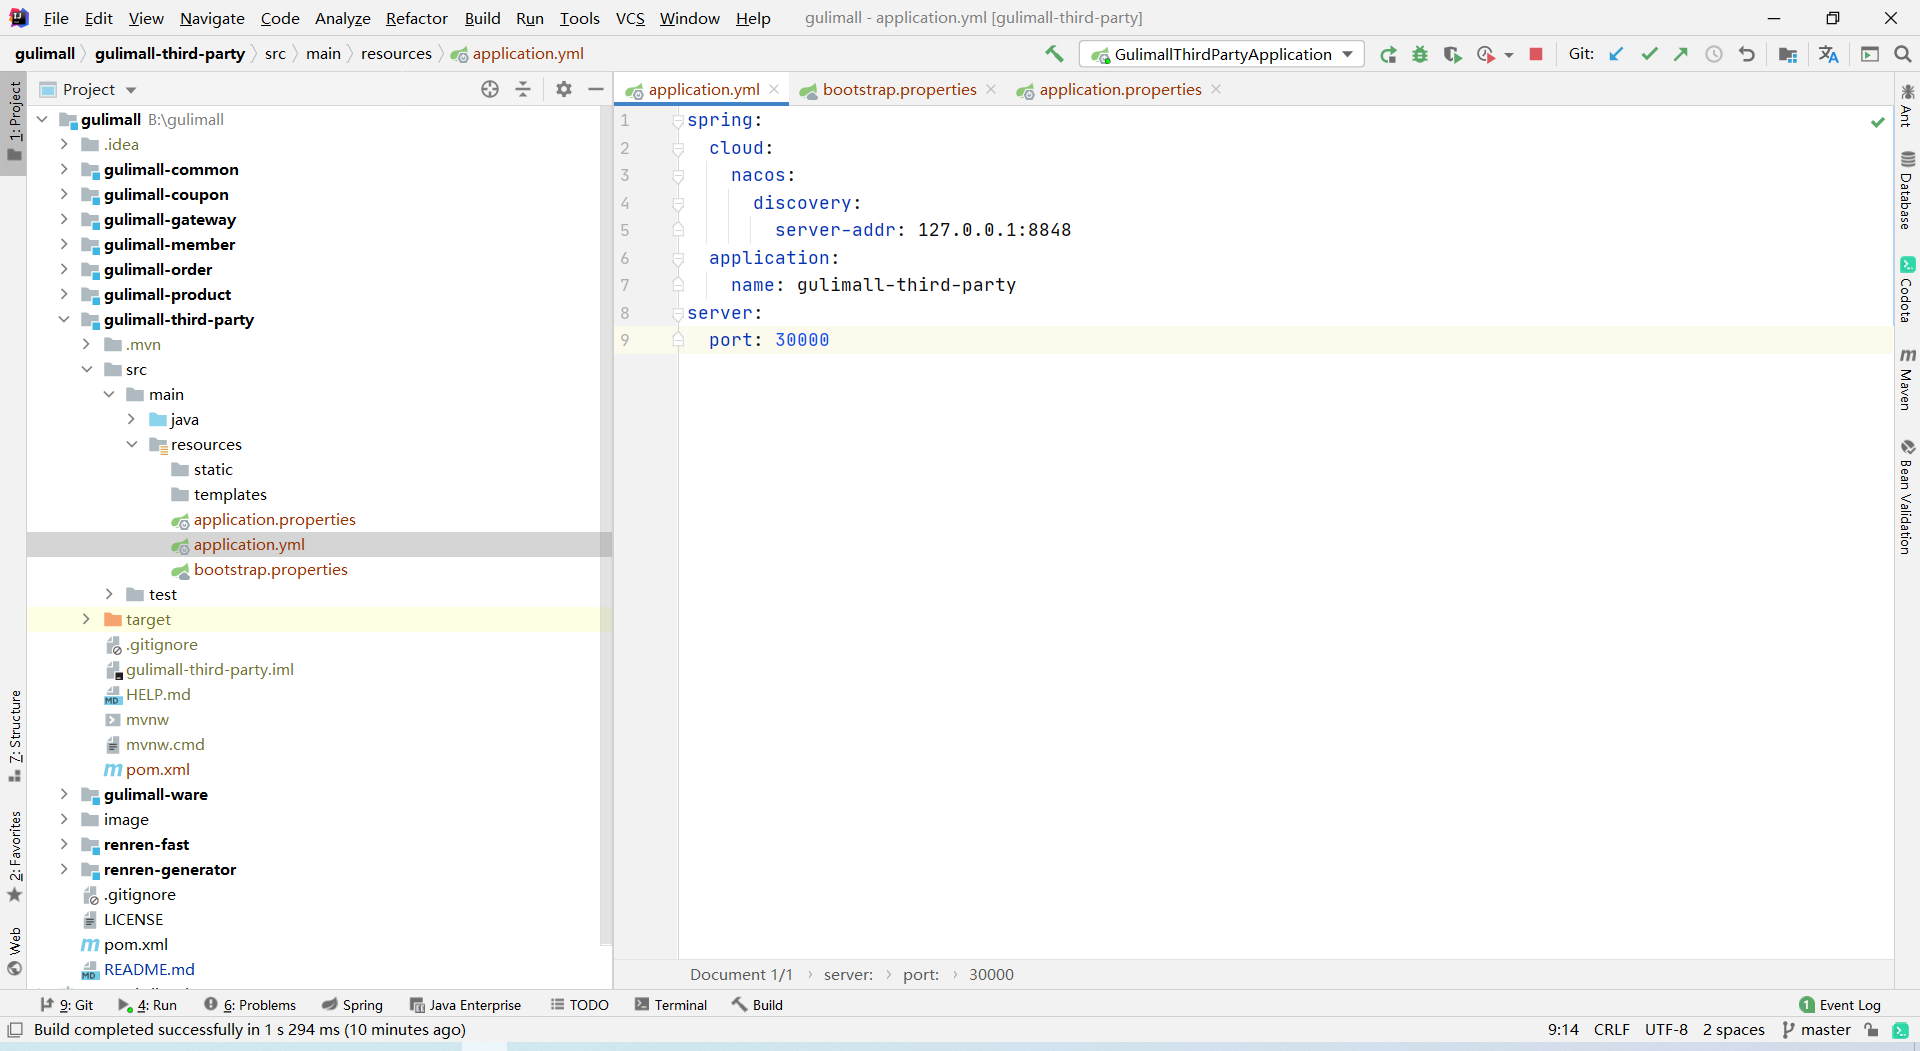 File Edit View Navigate Code Analyze Refactor Build Run Tools VCS Window Help gulimall - application.yml [gulimall-third-party]
gulimall gulimall-third-party src main resources application.yml GulimallThirdPartyApplication Git:
Project application.yml bootstrap.properties application.properties
1: Project
7: Structure
2: Favorites
Web
gulimall B:\gulimall
.idea
gulimall-common
gulimall-coupon
gulimall-gateway
gulimall-member
gulimall-order
gulimall-product
gulimall-third-party
.mvn
src
main
java
resources
static
templates
application.properties
application.yml
bootstrap.properties
test
target
.gitignore
gulimall-third-party.iml
HELP.md
mvnw
mvnw.cmd
pom.xml
gulimall-ware
image
renren-fast
renren-generator
.gitignore
LICENSE
pom.xml
README.md
1 spring:
2 cloud:
3 nacos:
4 discovery:
5 server-addr: 127.0.0.1:8848
6 application:
7 name: gulimall-third-party
8 server:
9 port: 30000
Ant
Database
Codota
Maven
Bean Validation
Document 1/1 server: port: 30000
9: Git 4: Run 6: Problems Spring Java Enterprise TODO Terminal Build 1 Event Log
Build completed successfully in 1 s 294 ms (10 minutes ago) 9:14 CRLF UTF-8 2 spaces master